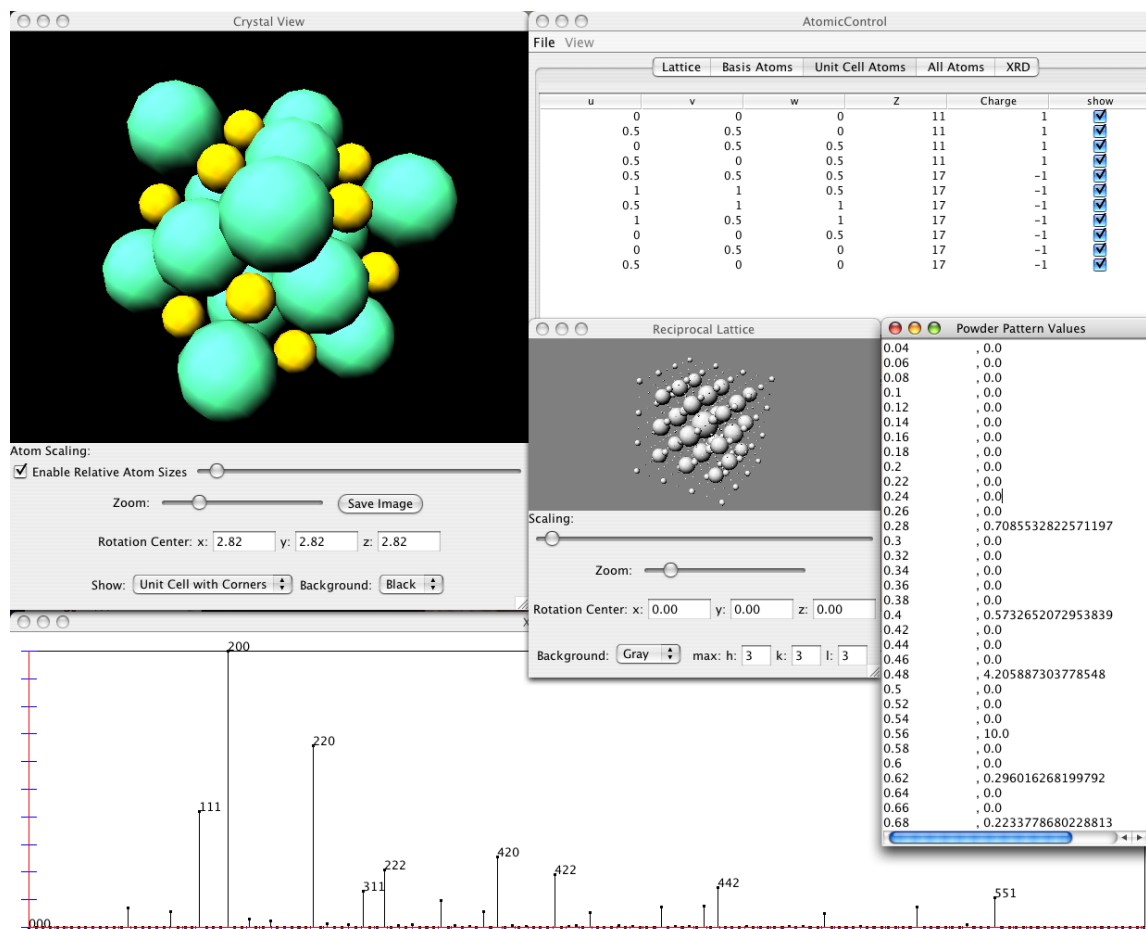 Crystal View
Atom Scaling:
Enable Relative Atom Sizes
Zoom:
Save Image
Rotation Center: x: 2.82 y: 2.82 z: 2.82
Show: Unit Cell with Corners Background: Black
AtomicControl
File View
Lattice Basis Atoms Unit Cell Atoms All Atoms XRD
u v w Z Charge show
0 0 0 11 1
0.5 0.5 0 11 1
0 0.5 0.5 11 1
0.5 0 0.5 11 1
0.5 0.5 0.5 17 -1
1 1 0.5 17 -1
0.5 1 1 17 -1
1 0.5 1 17 -1
0 0 0.5 17 -1
0 0.5 0 17 -1
0.5 0 0 17 -1
Reciprocal Lattice
Scaling:
Zoom:
Rotation Center: x: 0.00 y: 0.00 z: 0.00
Background: Gray max: h: 3 k: 3 l: 3
Powder Pattern Values
0.04 , 0.0
0.06 , 0.0
0.08 , 0.0
0.1 , 0.0
0.12 , 0.0
0.14 , 0.0
0.16 , 0.0
0.18 , 0.0
0.2 , 0.0
0.22 , 0.0
0.24 , 0.0
0.26 , 0.0
0.28 , 0.7085532822571197
0.3 , 0.0
0.32 , 0.0
0.34 , 0.0
0.36 , 0.0
0.38 , 0.0
0.4 , 0.5732652072953839
0.42 , 0.0
0.44 , 0.0
0.46 , 0.0
0.48 , 4.205887303778548
0.5 , 0.0
0.52 , 0.0
0.54 , 0.0
0.56 , 10.0
0.58 , 0.0
0.6 , 0.0
0.62 , 0.296016268199792
0.64 , 0.0
0.66 , 0.0
0.68 , 0.2233778680228813
X
200
220
111
420
222
422
311
442
551
000